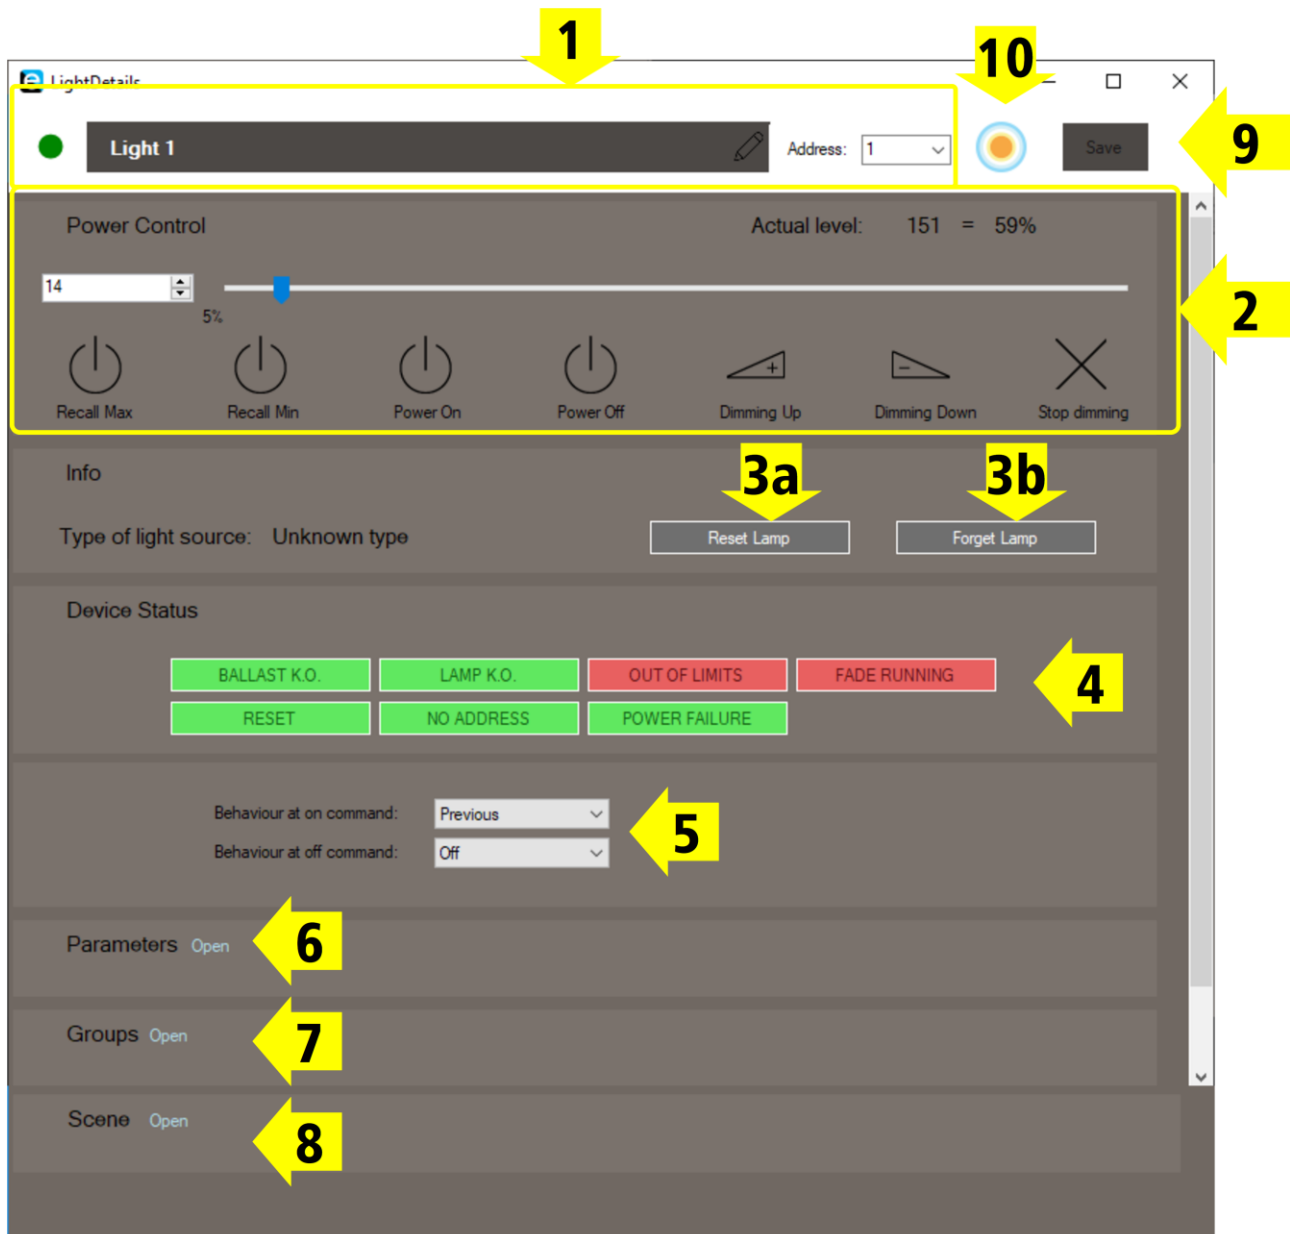 1
10
LightDetails
Light 1
Address: 1
Save
9
Power Control
Actual level: 151 = 59%
14
5%
2
Recall Max
Recall Min
Power On
Power Off
Dimming Up
Dimming Down
Stop dimming
Info
3a
3b
Type of light source: Unknown type
Reset Lamp
Forget Lamp
Device Status
BALLAST K.O.
LAMP K.O.
OUT OF LIMITS
FADE RUNNING
4
RESET
NO ADDRESS
POWER FAILURE
Behaviour at on command: Previous
5
Behaviour at off command: Off
Parameters Open
6
Groups Open
7
Scene Open
8